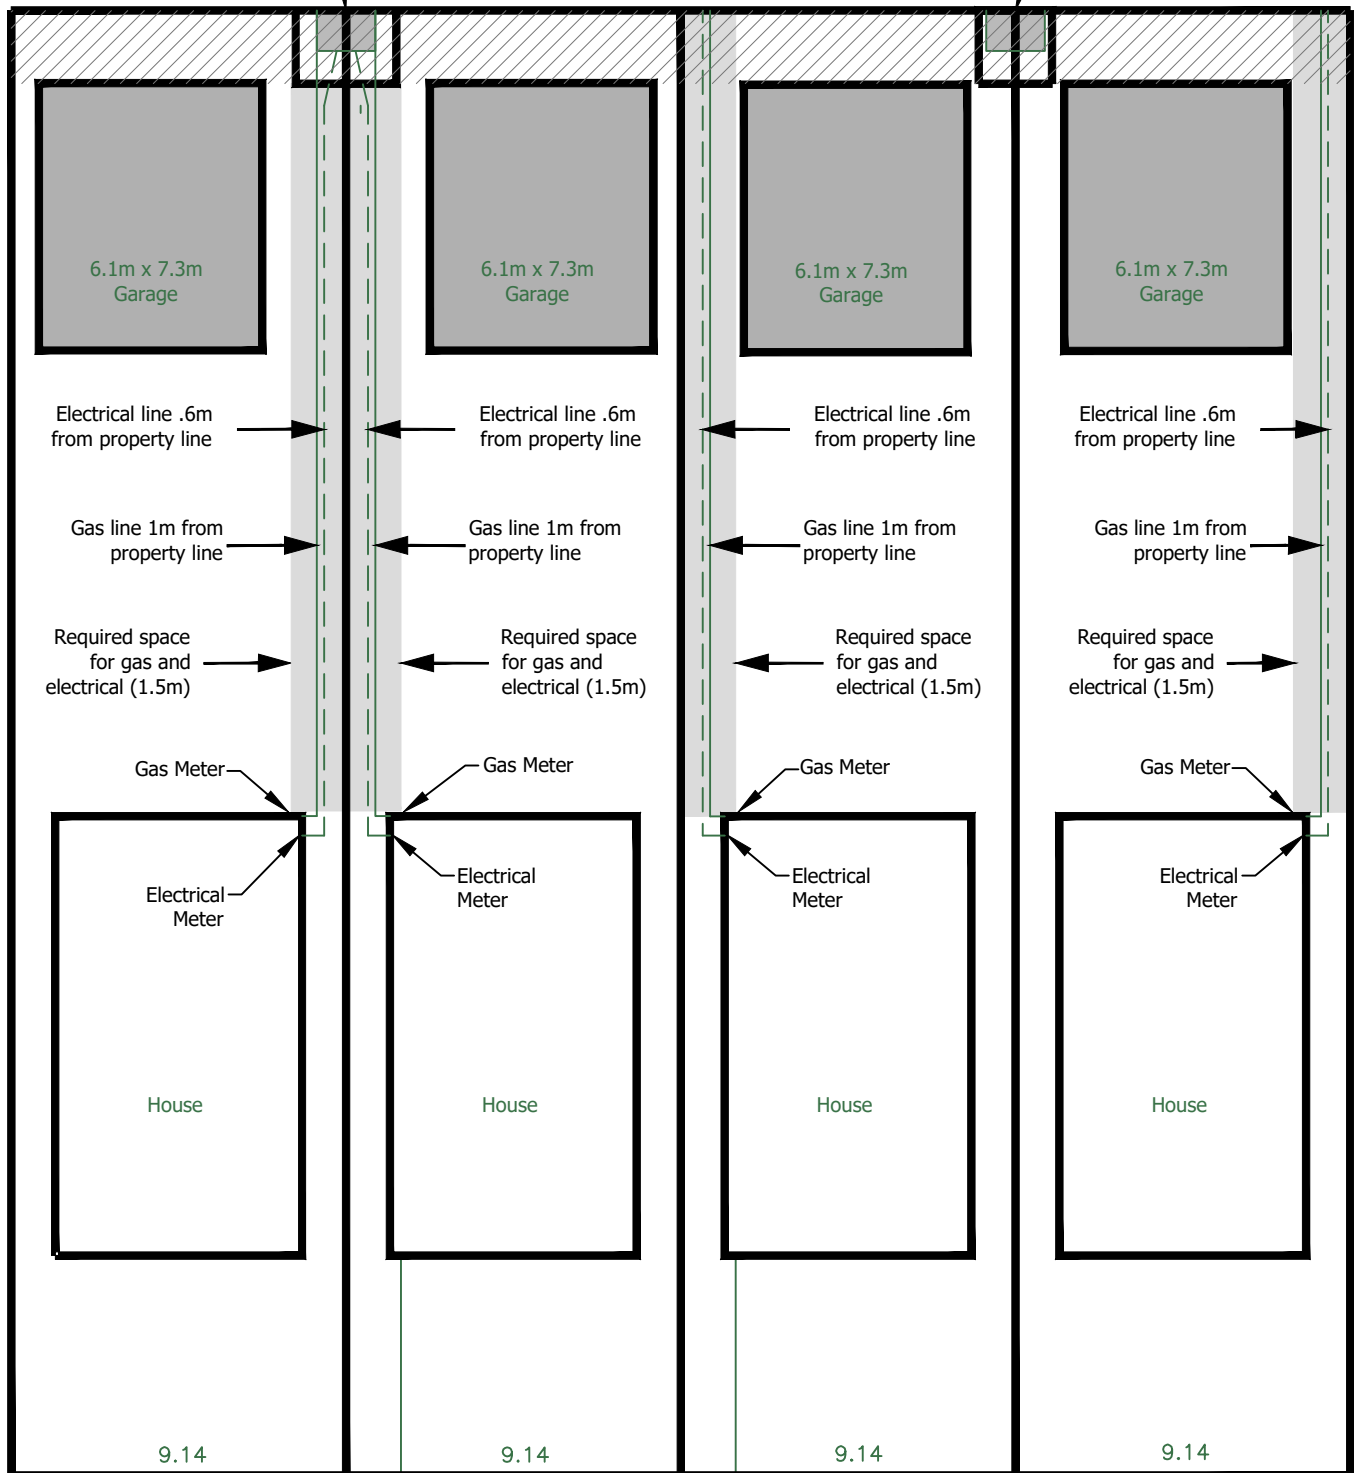 6.1m x 7.3m
Garage
6.1m x 7.3m
Garage
6.1m x 7.3m
Garage
6.1m x 7.3m
Garage
Electrical line .6m
from property line
Electrical line .6m
from property line
Electrical line .6m
from property line
Electrical line .6m
from property line
Gas line 1m from
property line
Gas line 1m from
property line
Gas line 1m from
property line
Gas line 1m from
property line
Required space
for gas and
electrical (1.5m)
Required space
for gas and
electrical (1.5m)
Required space
for gas and
electrical (1.5m)
Required space
for gas and
electrical (1.5m)
Gas Meter
Gas Meter
Gas Meter
Gas Meter
Electrical
Meter
Electrical
Meter
Electrical
Meter
Electrical
Meter
House
House
House
House
9.14
9.14
9.14
9.14